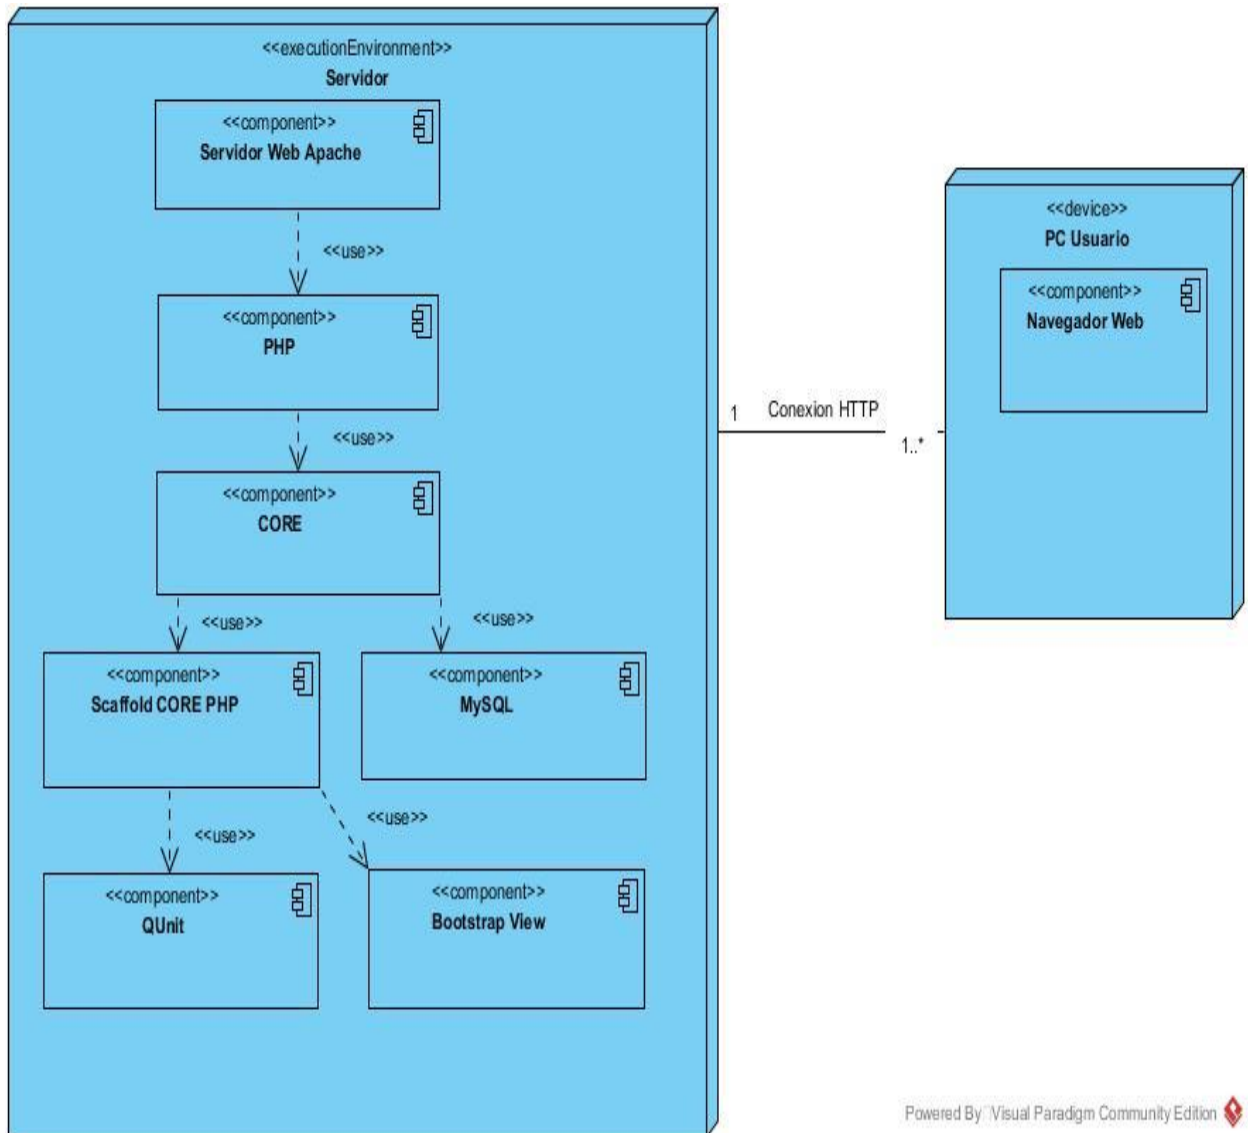 <<executionEnvironment>>
Servidor
<<component>>
Servidor Web Apache
<<use>>
<<component>>
PHP
<<use>>
<<component>>
CORE
<<use>>
<<use>>
<<component>>
Scaffold CORE PHP
<<component>>
MySQL
<<use>>
<<use>>
<<component>>
QUnit
<<component>>
Bootstrap View
1
Conexion HTTP
1..*
<<device>>
PC Usuario
<<component>>
Navegador Web
Powered By Visual Paradigm Community Edition